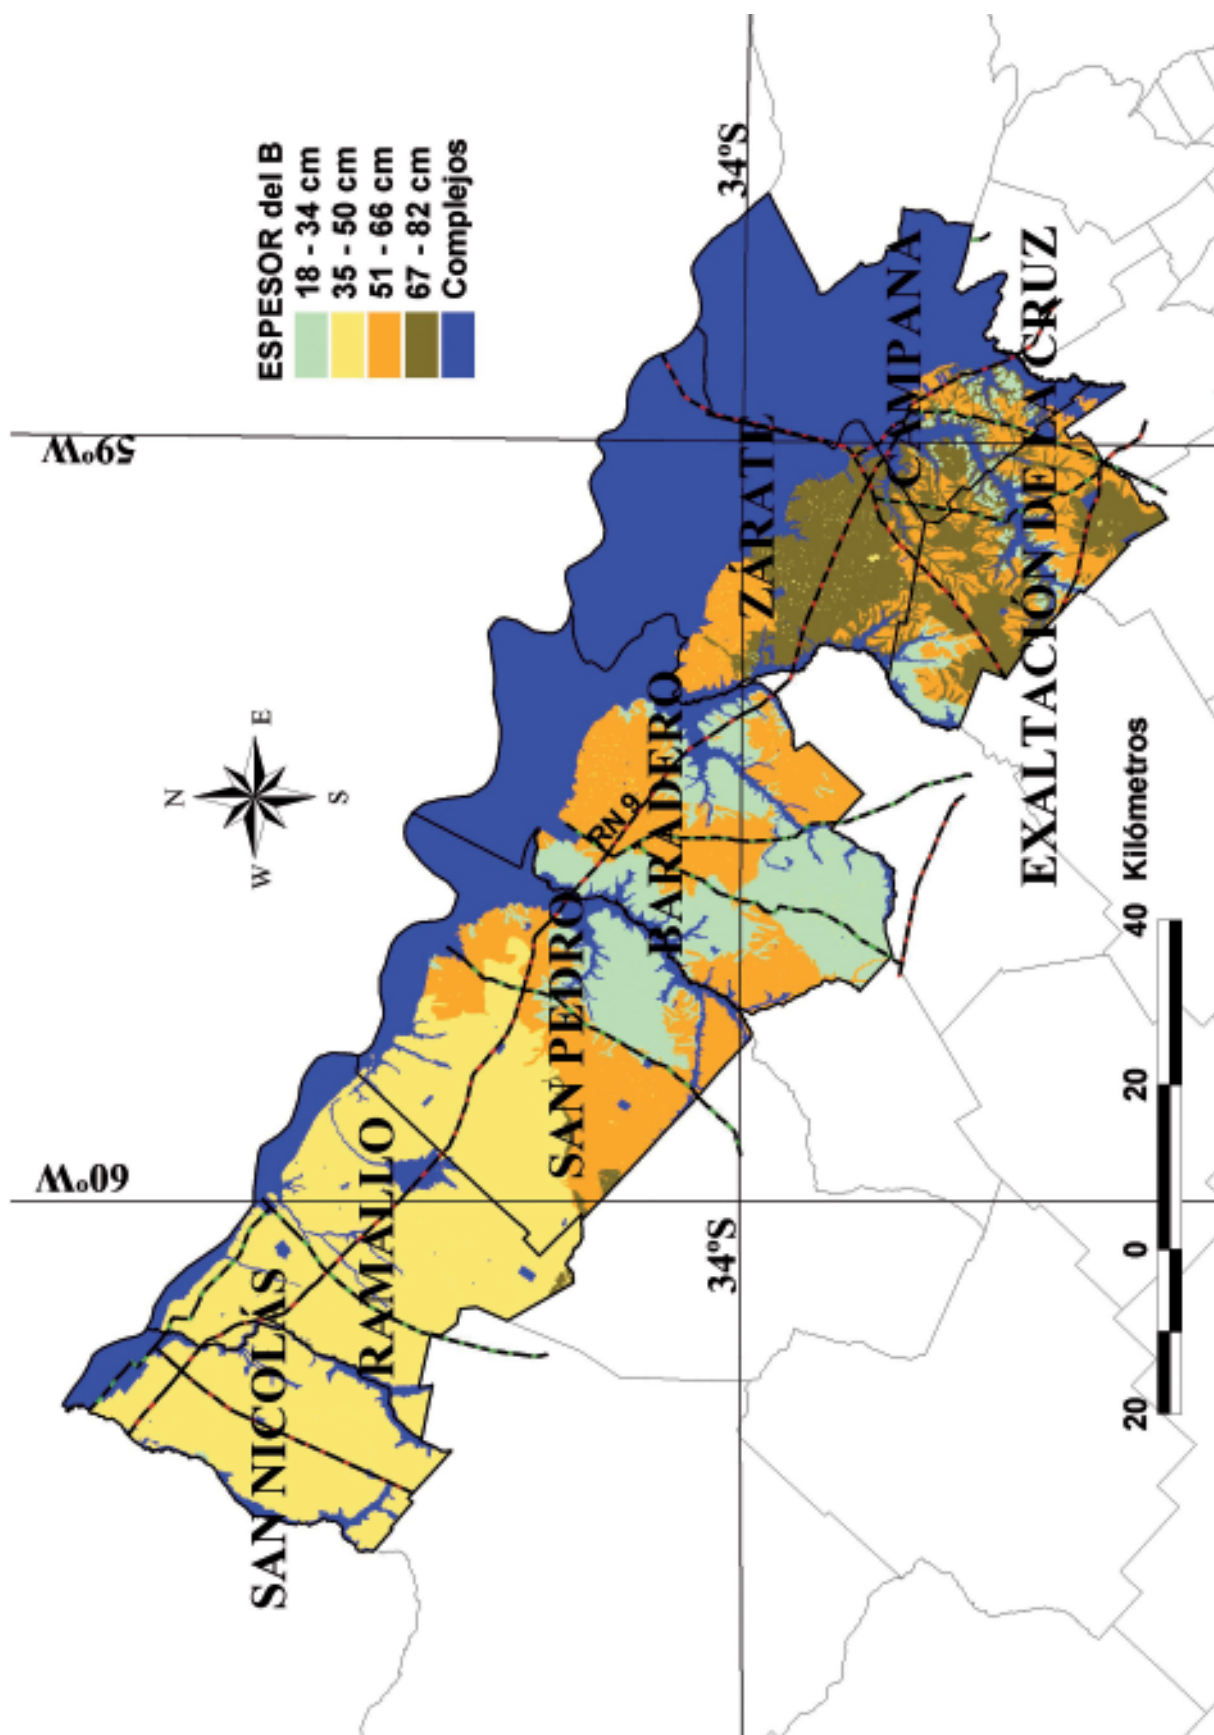 ESPESOR del B
18 - 34 cm
35 - 50 cm
51 - 66 cm
67 - 82 cm
Complejos
N
W
E
S
60ºW
59ºW
34ºS
34ºS
SAN NICOLÁS
RAMALLO
SAN PEDRO
RN 9
BARADERO
ZÁRATE
CAMPANA
EXALTACIÓN DE LA CRUZ
20
0
20
40 Kilómetros